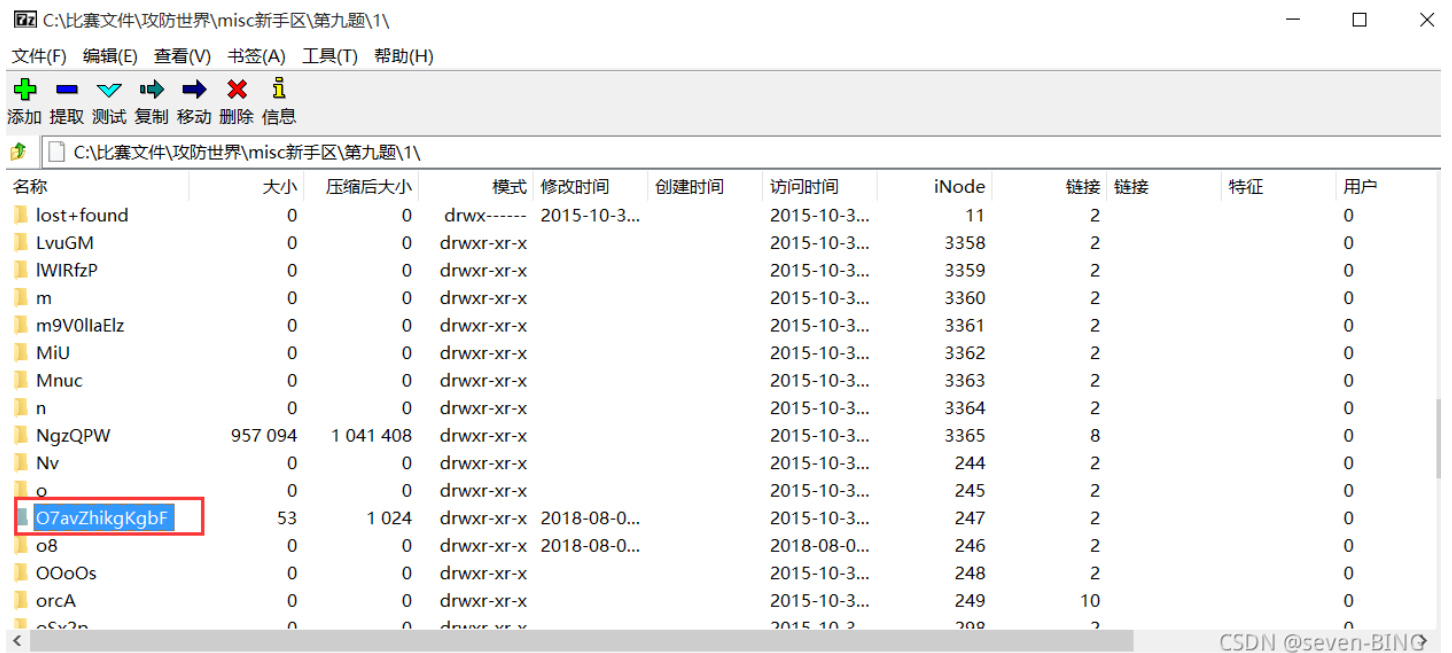 C:\比赛文件\攻防世界\misc新手区\第九题\1\
文件(F) 编辑(E) 查看(V) 书签(A) 工具(T) 帮助(H)
添加 提取 测试 复制 移动 删除 信息
C:\比赛文件\攻防世界\misc新手区\第九题\1\
名称 大小 压缩后大小 模式 修改时间 创建时间 访问时间 iNode 链接 链接 特征 用户
lost+found 0 0 drwx------ 2015-10-3... 2015-10-3... 11 2 0
LvuGM 0 0 drwxr-xr-x 2015-10-3... 3358 2 0
lWIRfzP 0 0 drwxr-xr-x 2015-10-3... 3359 2 0
m 0 0 drwxr-xr-x 2015-10-3... 3360 2 0
m9V0lIaElz 0 0 drwxr-xr-x 2015-10-3... 3361 2 0
MiU 0 0 drwxr-xr-x 2015-10-3... 3362 2 0
Mnuc 0 0 drwxr-xr-x 2015-10-3... 3363 2 0
n 0 0 drwxr-xr-x 2015-10-3... 3364 2 0
NgzQPW 957 094 1 041 408 drwxr-xr-x 2015-10-3... 3365 8 0
Nv 0 0 drwxr-xr-x 2015-10-3... 244 2 0
o 0 0 drwxr-xr-x 2015-10-3... 245 2 0
O7avZhikgKgbF 53 1 024 drwxr-xr-x 2018-08-0... 2015-10-3... 247 2 0
o8 0 0 drwxr-xr-x 2018-08-0... 2018-08-0... 246 2 0
OOoOs 0 0 drwxr-xr-x 2015-10-3... 248 2 0
orcA 0 0 drwxr-xr-x 2015-10-3... 249 10 0
CSDN @seven-BING